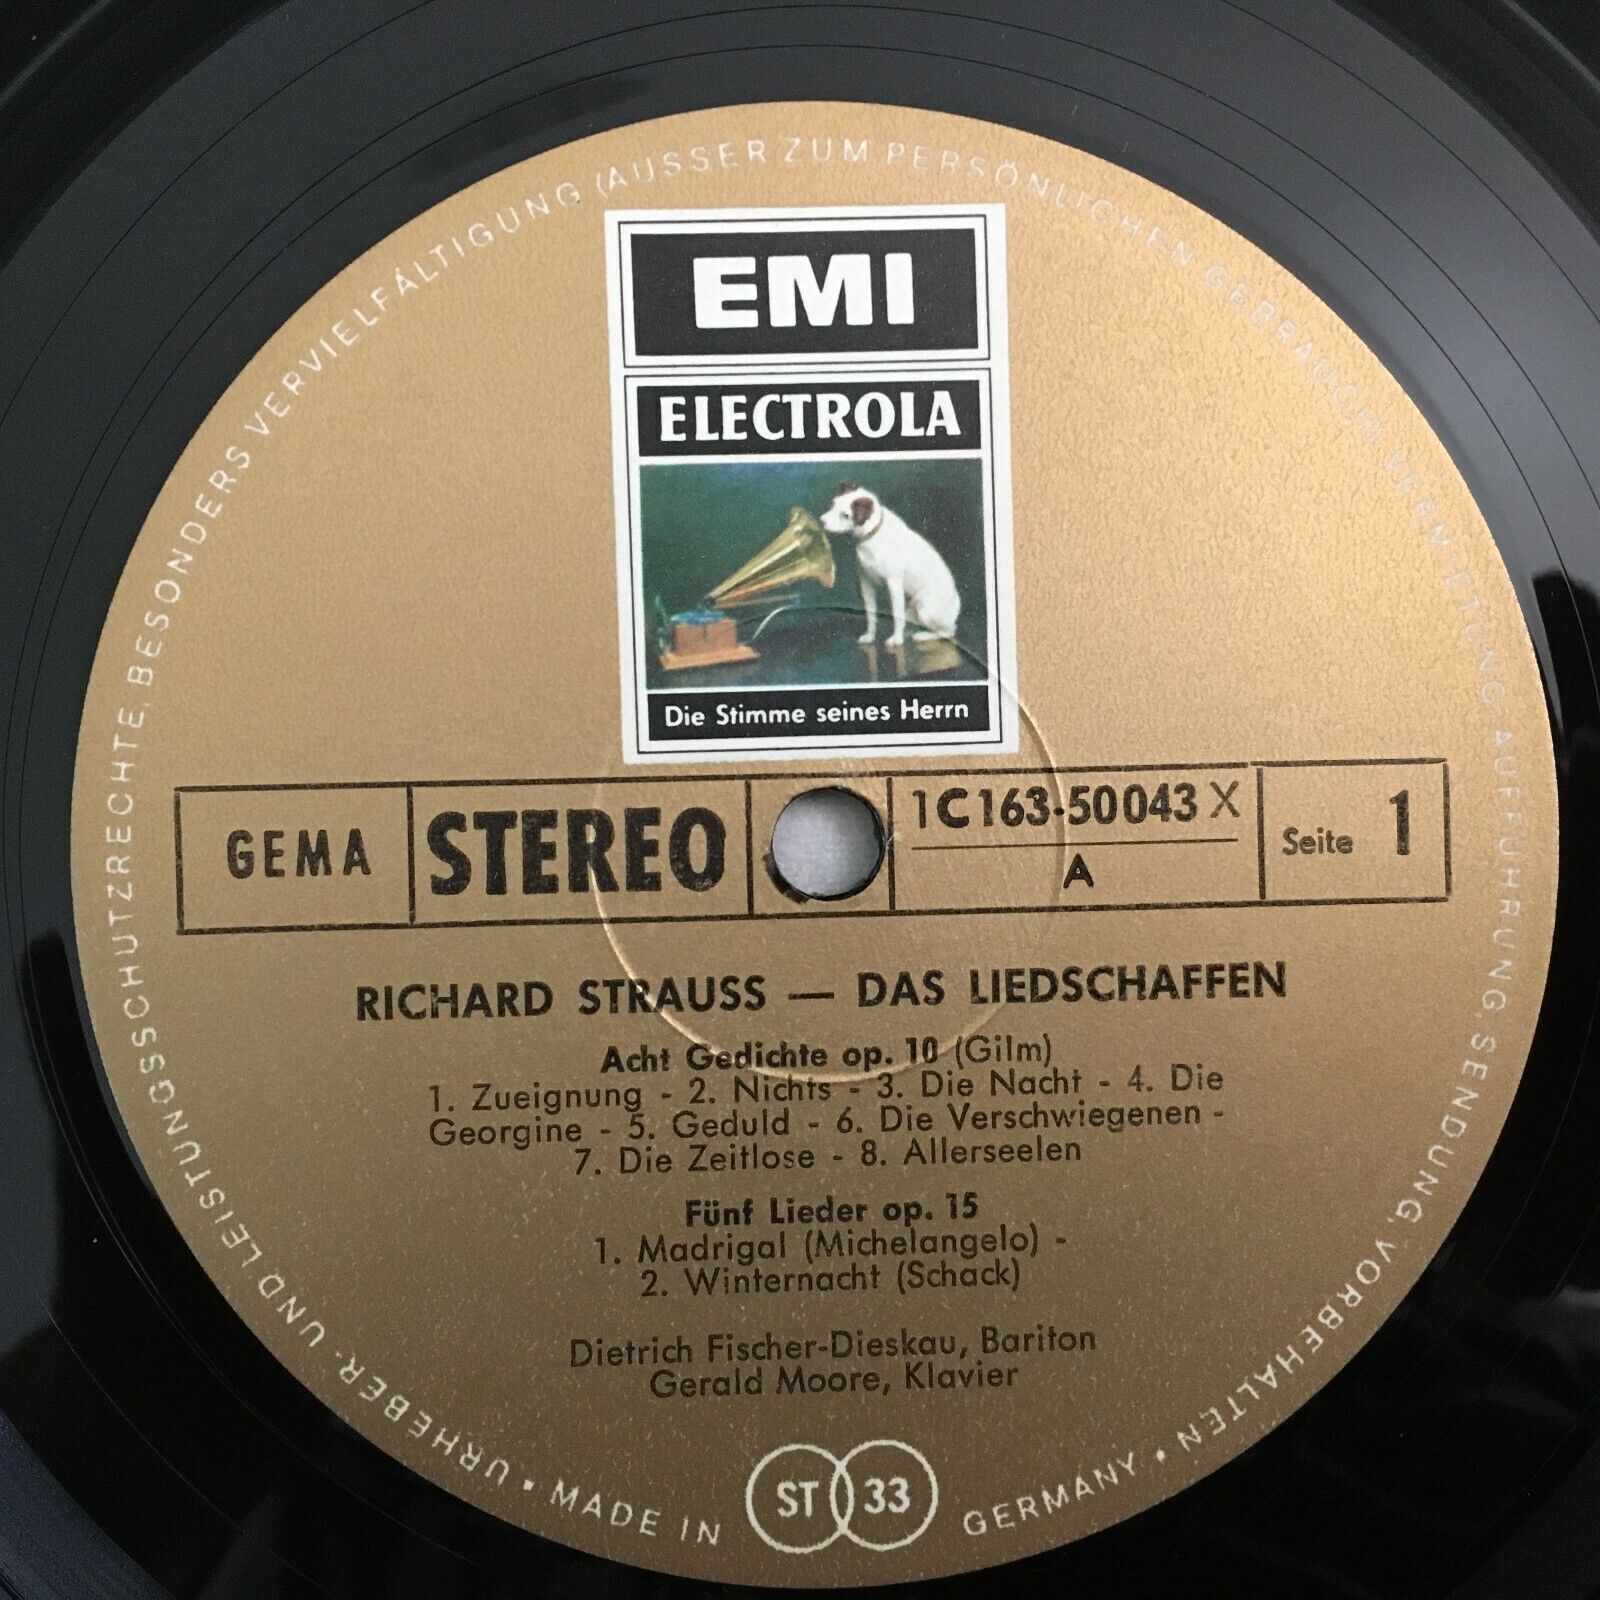 URHEBER- UND LEISTUNGSSCHUTZRECHTE, BESONDERS VERVIELFÄLTIGUNG (AUSSER ZUM PERSÖNLICHEN GEBRAUCH) VERMIETUNG, AUFFÜHRUNG, SENDUNG, VORBEHALTEN •
EMI
ELECTROLA
Die Stimme seines Herrn
GEMA
STEREO
1C 163-50043 X
A
Seite 1
RICHARD STRAUSS — DAS LIEDSCHAFFEN
Acht Gedichte op. 10 (Gilm)
1. Zueignung - 2. Nichts - 3. Die Nacht - 4. Die
Georgine - 5. Geduld - 6. Die Verschwiegenen -
7. Die Zeitlose - 8. Allerseelen
Fünf Lieder op. 15
1. Madrigal (Michelangelo) -
2. Winternacht (Schack)
Dietrich Fischer-Dieskau, Bariton
Gerald Moore, Klavier
• MADE IN GERMANY
ST 33